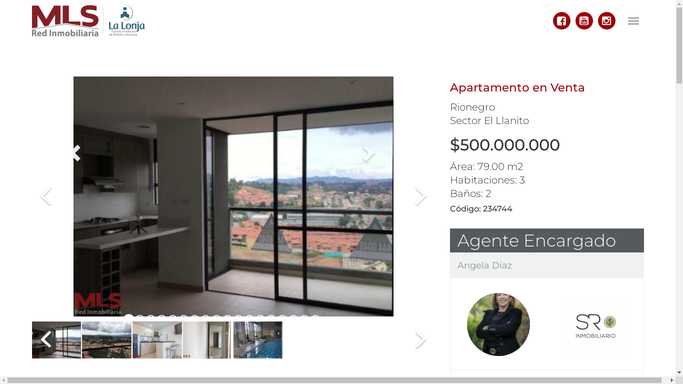 MLS
Red Inmobiliaria
La Lonja
Apartamento en Venta
Rionegro
Sector El Llanito
$500.000.000
Área: 79.00 m2
Habitaciones: 3
Baños: 2
Código: 234744
Agente Encargado
Angela Diaz
SR
INMOBILIARIO
MLS
Red Inmobiliaria